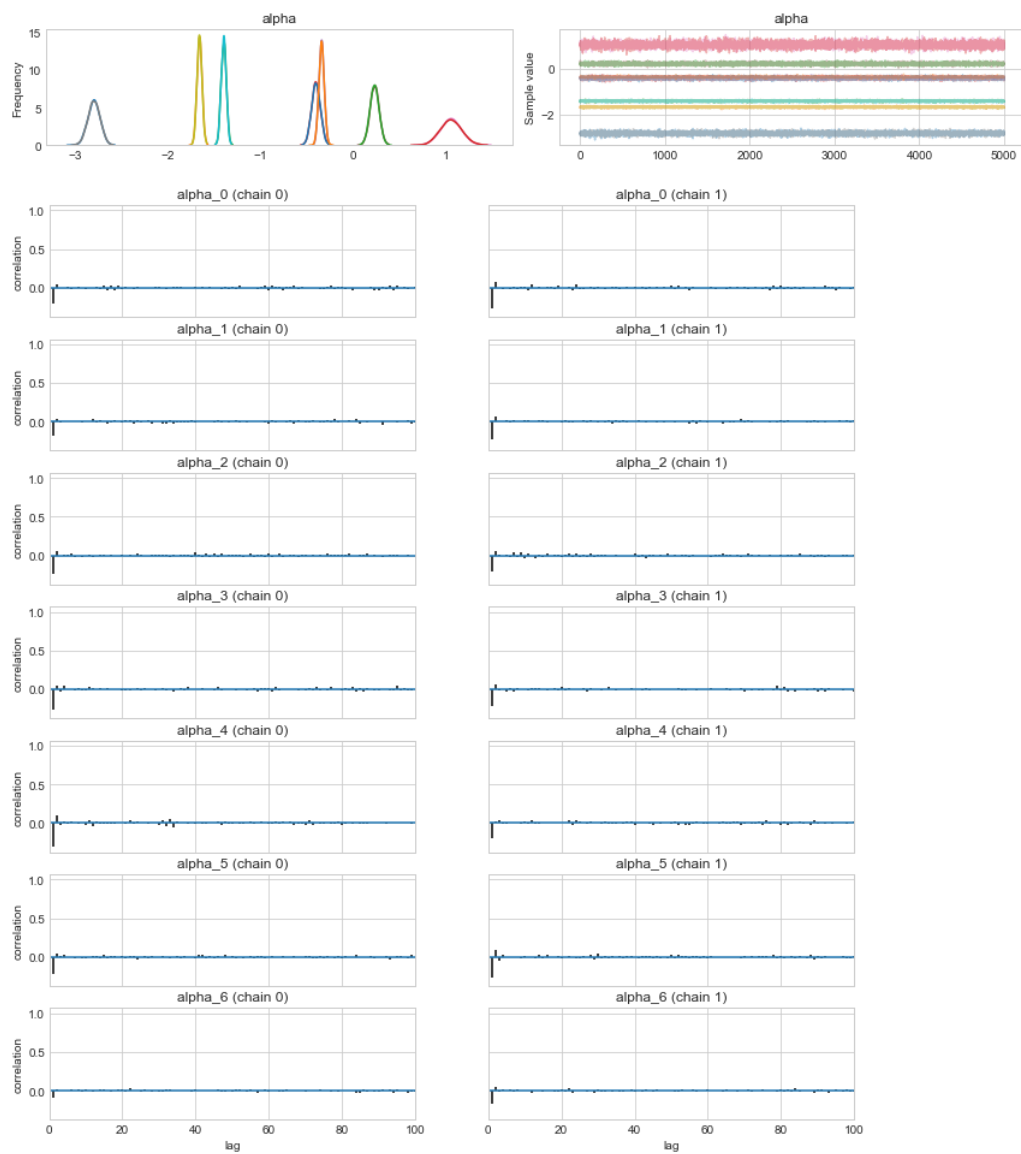 alpha
alpha
15
10
5
0
Frequency
−3
−2
−1
0
1
0
−2
Sample value
0
1000
2000
3000
4000
5000
alpha_0 (chain 0)
alpha_0 (chain 1)
1.0
0.5
0.0
correlation
alpha_1 (chain 0)
alpha_1 (chain 1)
1.0
0.5
0.0
correlation
alpha_2 (chain 0)
alpha_2 (chain 1)
1.0
0.5
0.0
correlation
alpha_3 (chain 0)
alpha_3 (chain 1)
1.0
0.5
0.0
correlation
alpha_4 (chain 0)
alpha_4 (chain 1)
1.0
0.5
0.0
correlation
alpha_5 (chain 0)
alpha_5 (chain 1)
1.0
0.5
0.0
correlation
alpha_6 (chain 0)
alpha_6 (chain 1)
1.0
0.5
0.0
correlation
0
20
40
60
80
100
lag
0
20
40
60
80
100
lag